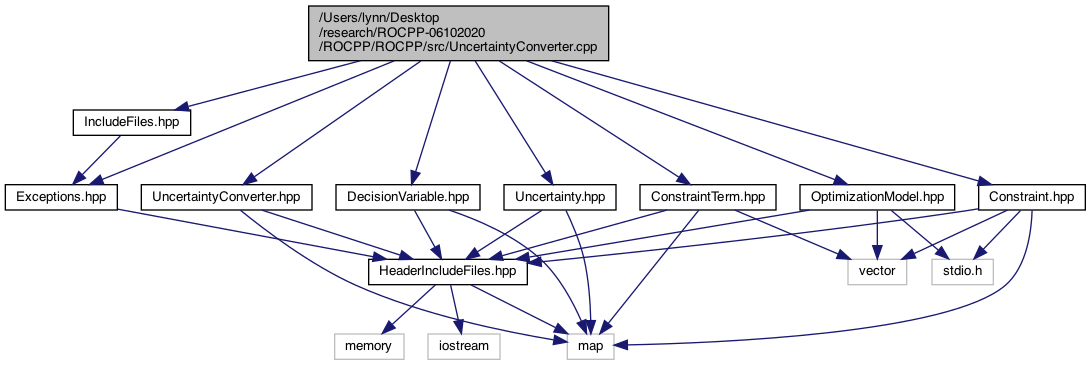 /Users/lynn/Desktop
/research/ROCPP-06102020
/ROCPP/ROCPP/src/UncertaintyConverter.cpp
IncludeFiles.hpp
Exceptions.hpp
UncertaintyConverter.hpp
DecisionVariable.hpp
Uncertainty.hpp
ConstraintTerm.hpp
OptimizationModel.hpp
Constraint.hpp
HeaderIncludeFiles.hpp
vector
stdio.h
memory
iostream
map